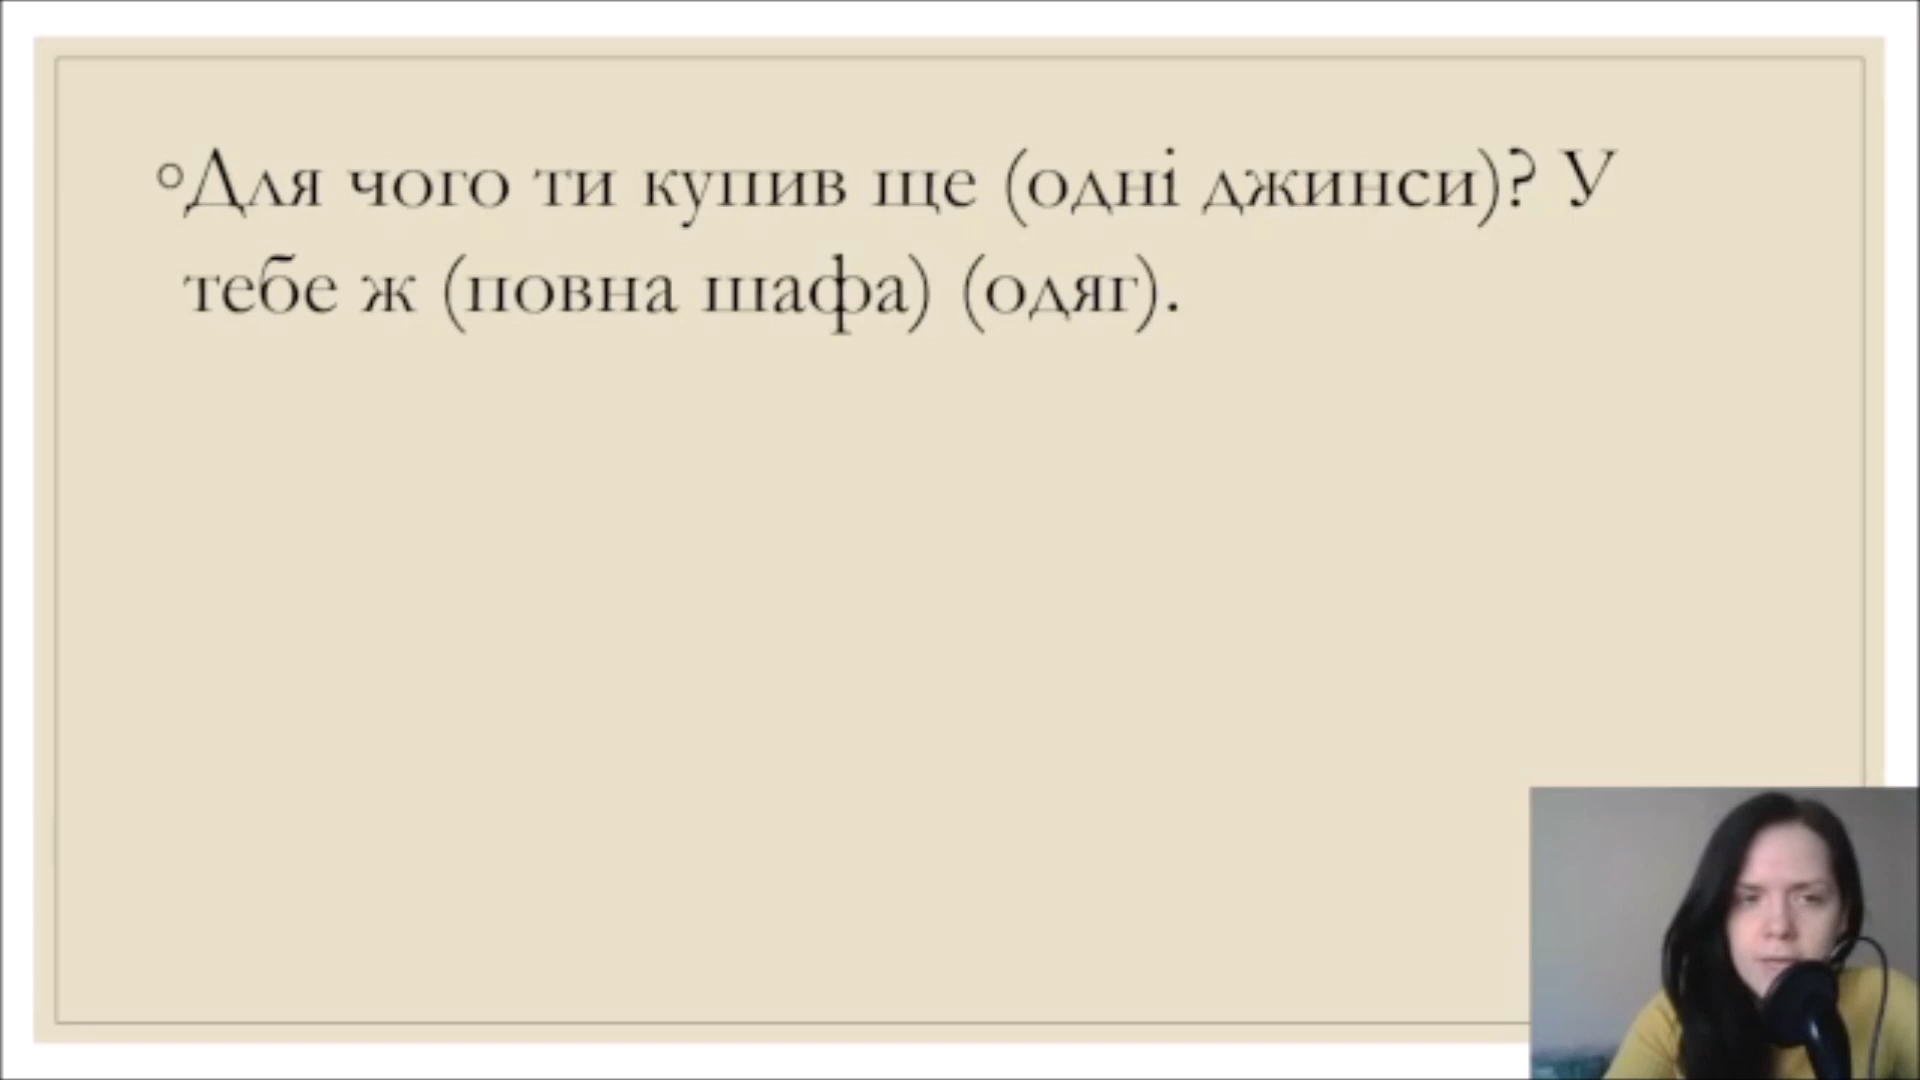 Для чого ти купив ще (одні джинси)? У
тебе ж (повна шафа) (одяг).